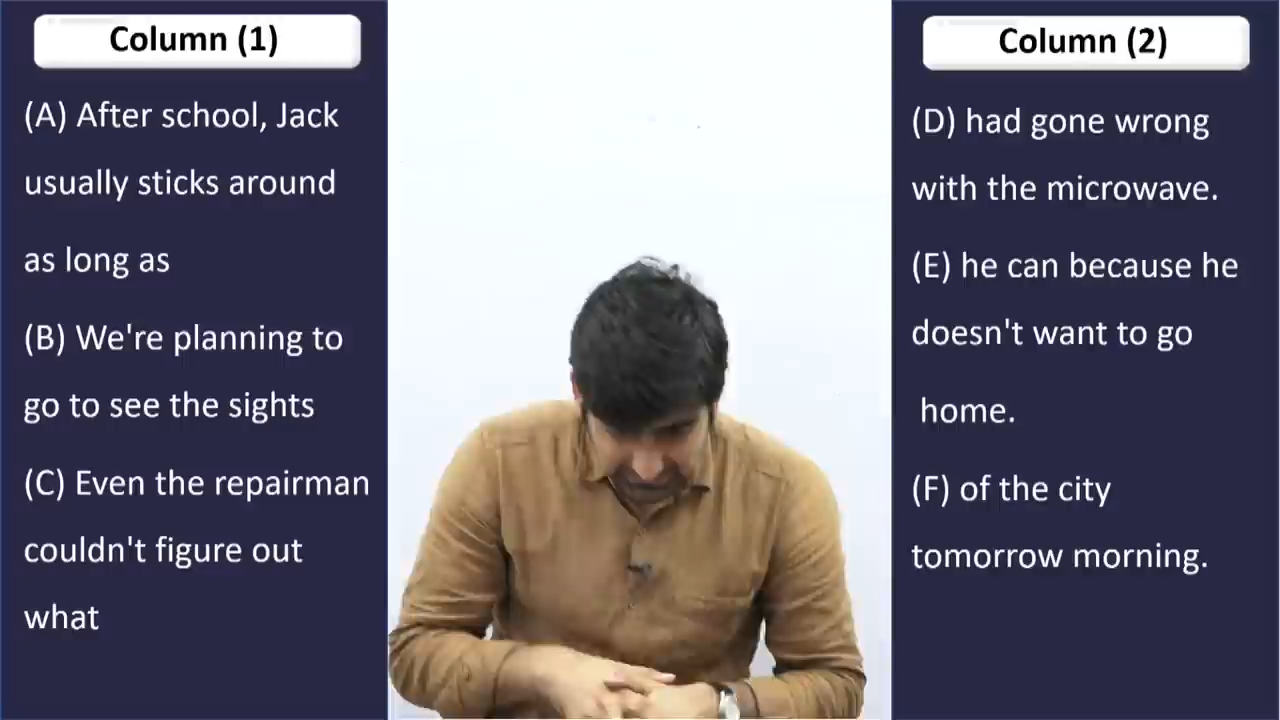 Column (1)
(A) After school, Jack
usually sticks around
as long as
(B) We're planning to
go to see the sights
(C) Even the repairman
couldn't figure out
what
Column (2)
(D) had gone wrong
with the microwave.
(E) he can because he
doesn't want to go
home.
(F) of the city
tomorrow morning.